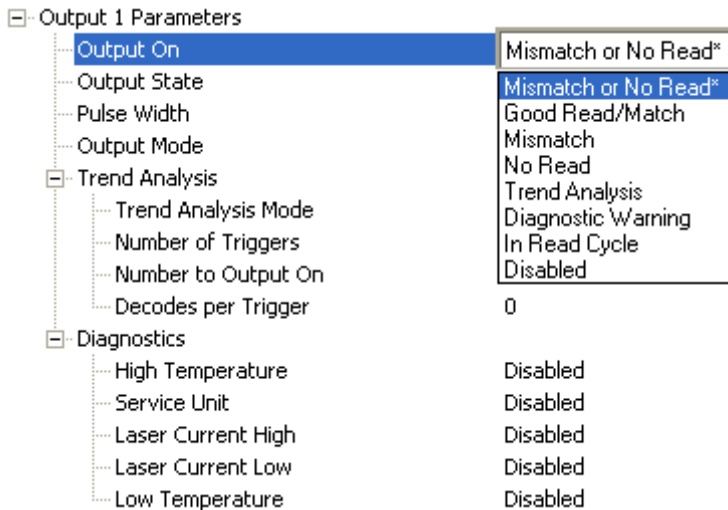 Output 1 Parameters
Output On Mismatch or No Read*
Output State Mismatch or No Read*
Pulse Width Good Read/Match
Output Mode Mismatch
Trend Analysis No Read
Trend Analysis Mode Trend Analysis
Number of Triggers Diagnostic Warning
Number to Output On In Read Cycle
Disabled
Decodes per Trigger 0
Diagnostics
High Temperature Disabled
Service Unit Disabled
Laser Current High Disabled
Laser Current Low Disabled
Low Temperature Disabled